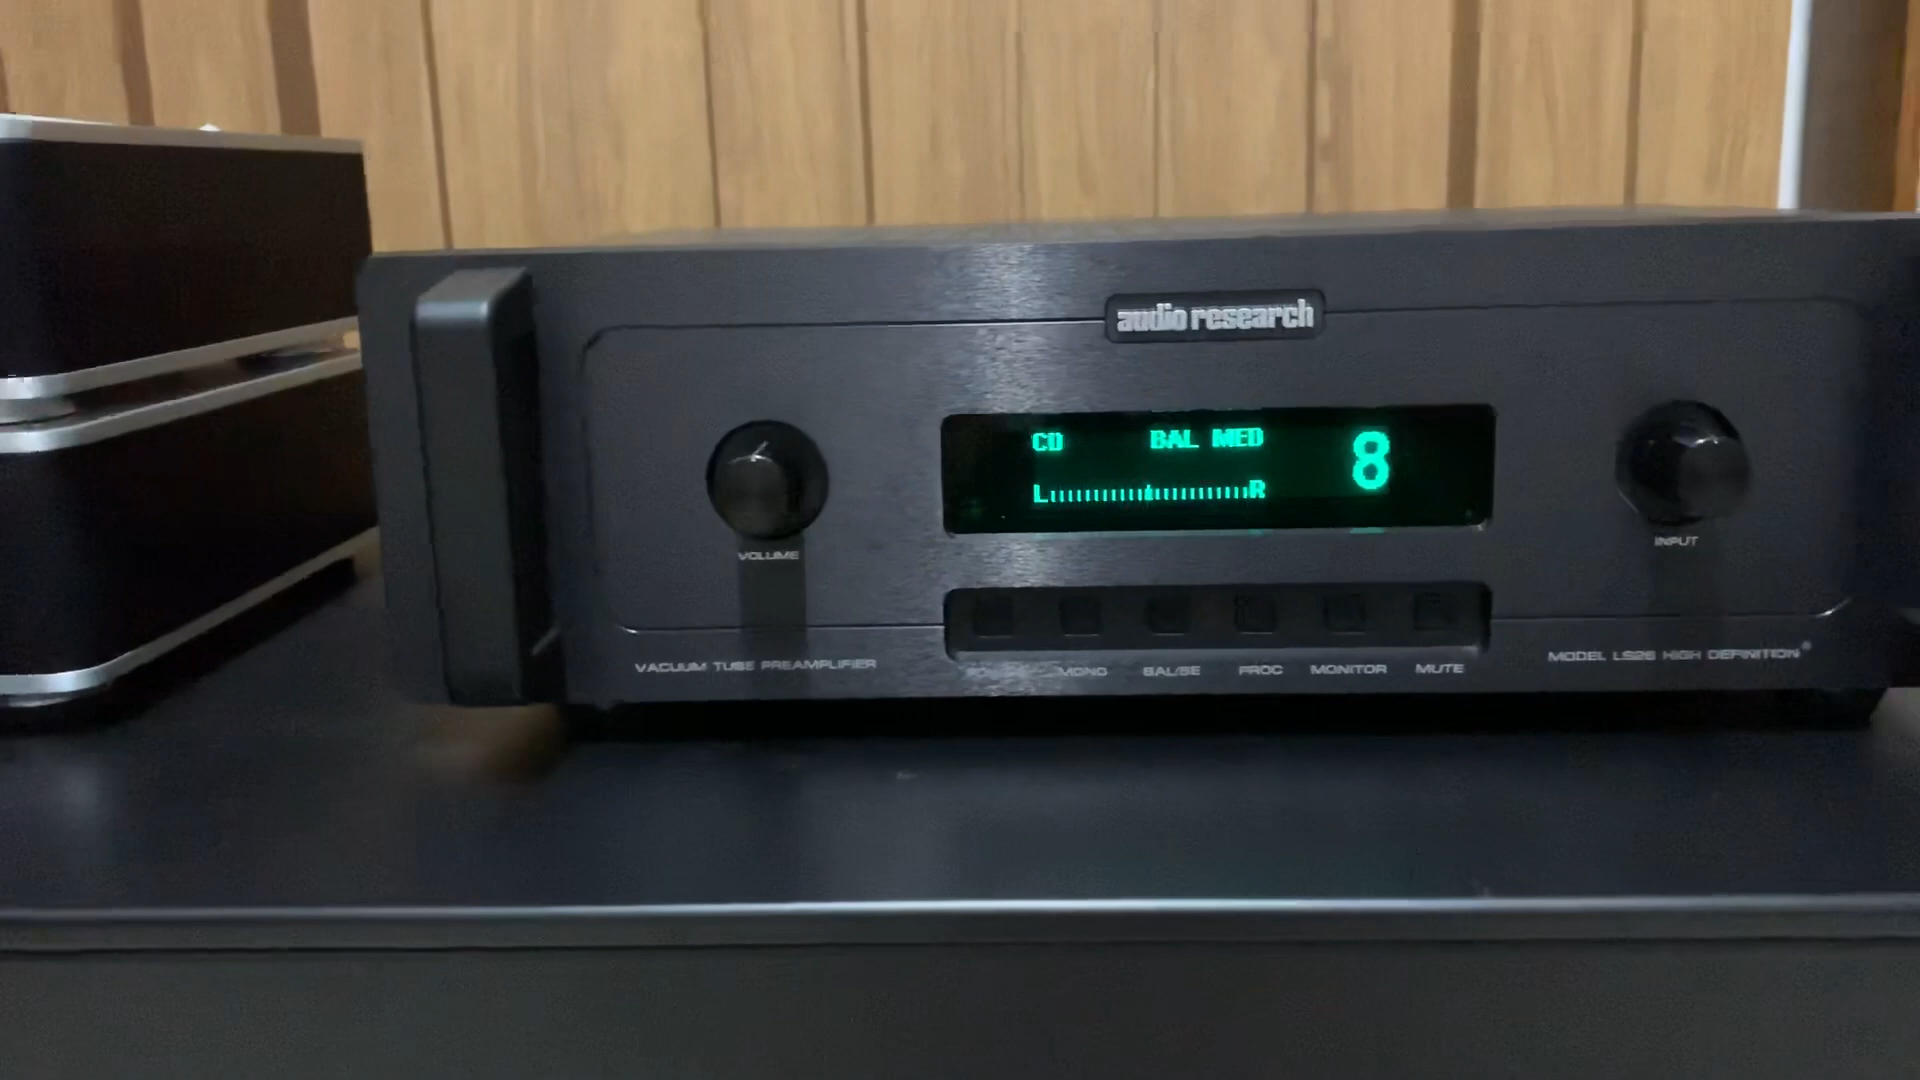 audio research
CD BAL MED 8
L R
VOLUME
INPUT
VACUUM TUBE PREAMPLIFIER
MONO BAL/SE PROC MONITOR MUTE
MODEL LS26 HIGH DEFINITION